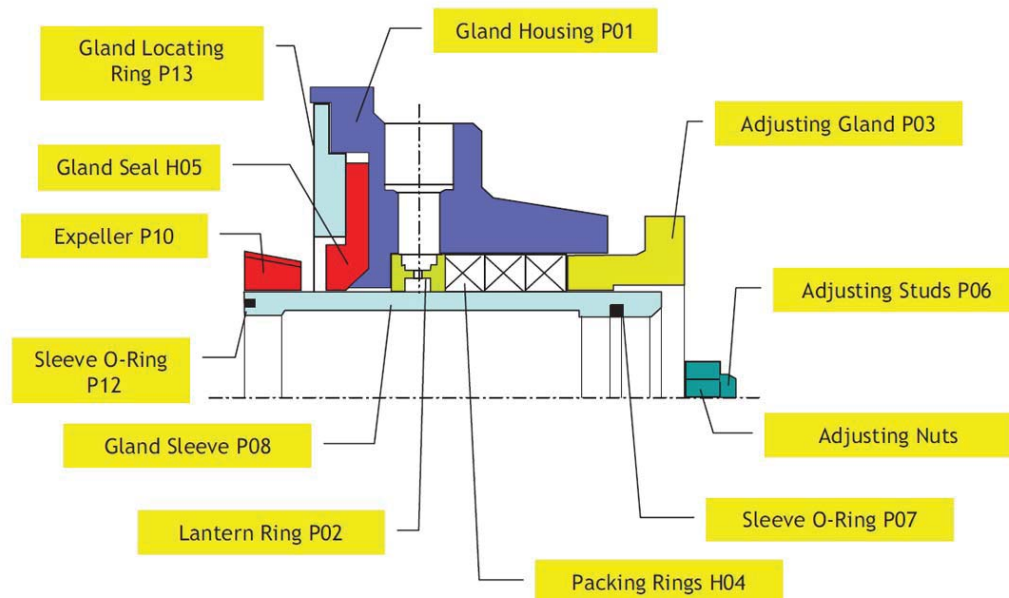 Gland Housing P01
Gland Locating
Ring P13
Adjusting Gland P03
Gland Seal H05
Expeller P10
Adjusting Studs P06
Sleeve O-Ring
P12
Gland Sleeve P08
Adjusting Nuts
Lantern Ring P02
Sleeve O-Ring P07
Packing Rings H04